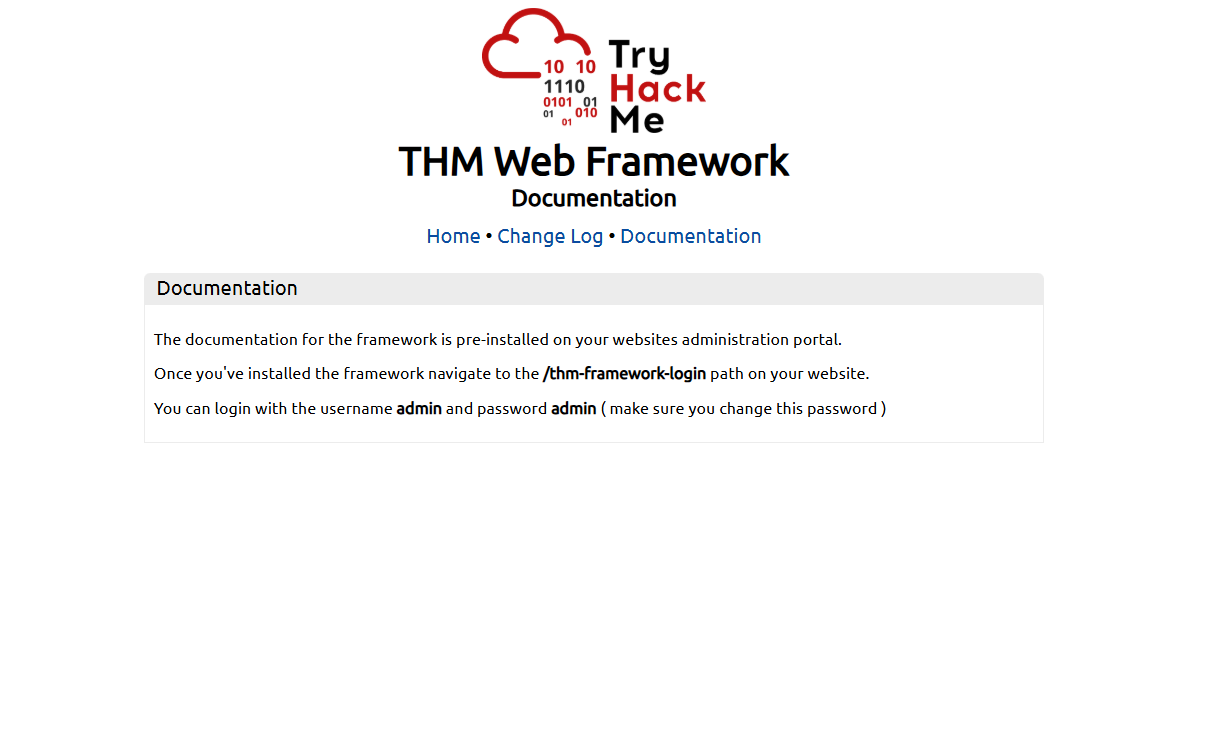 10 10
1110
0101 01
01 010
01
Try
Hack
Me
THM Web Framework
Documentation
Home • Change Log • Documentation
Documentation
The documentation for the framework is pre-installed on your websites administration portal.
Once you've installed the framework navigate to the /thm-framework-login path on your website.
You can login with the username admin and password admin ( make sure you change this password )